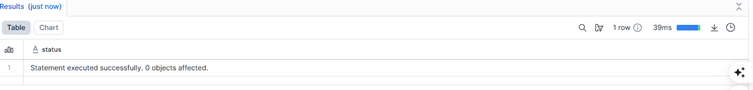 Results (just now)
Table Chart
1 row 39ms
status
1 Statement executed successfully. 0 objects affected.